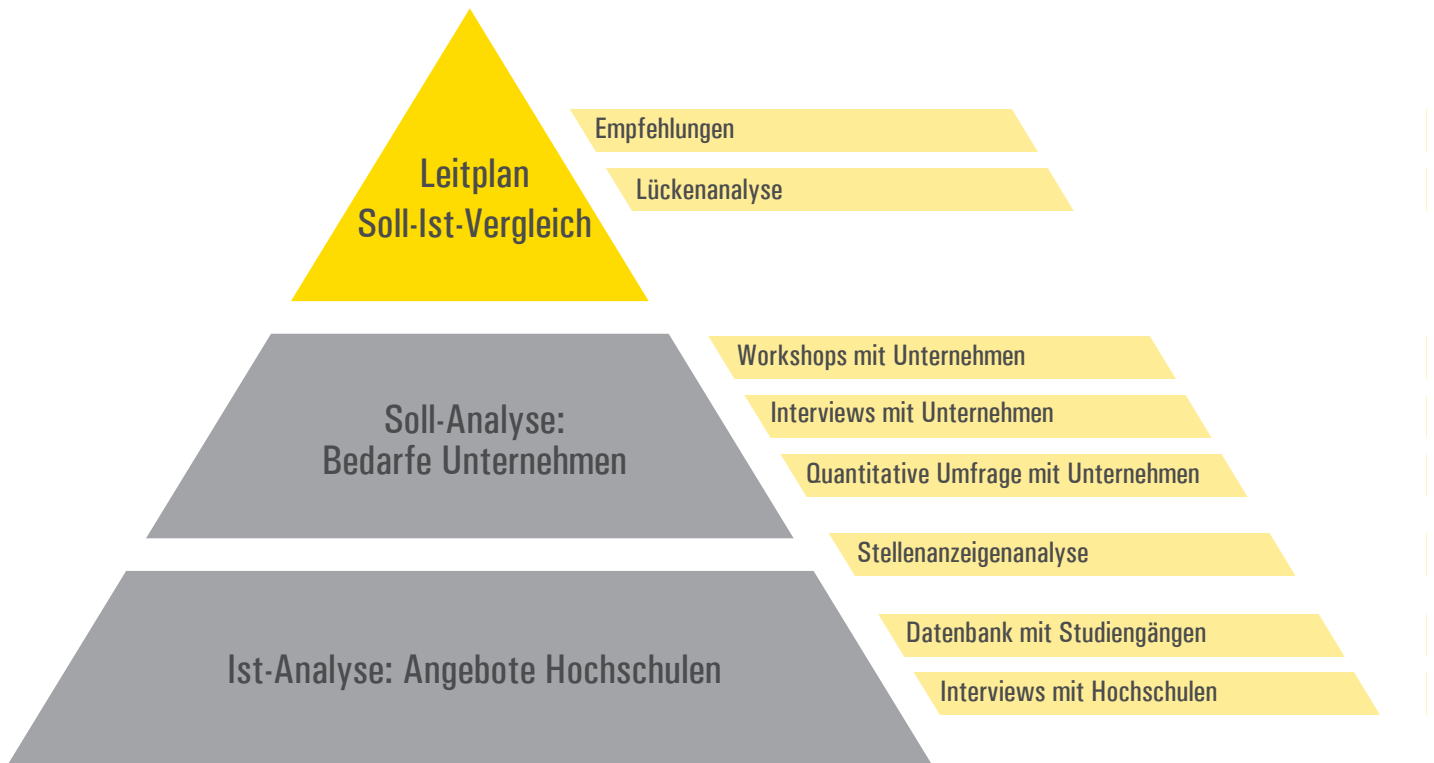 Leitplan
Soll-Ist-Vergleich
Empfehlungen
Lückenanalyse
Soll-Analyse:
Bedarfe Unternehmen
Workshops mit Unternehmen
Interviews mit Unternehmen
Quantitative Umfrage mit Unternehmen
Stellenanzeigenanalyse
Ist-Analyse: Angebote Hochschulen
Datenbank mit Studiengängen
Interviews mit Hochschulen